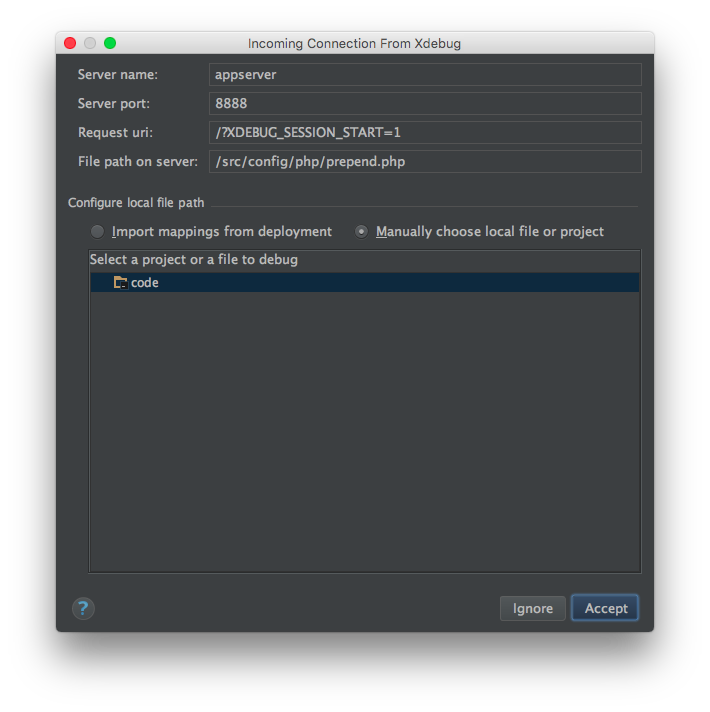 Incoming Connection From Xdebug
Server name: appserver
Server port: 8888
Request uri: /?XDEBUG_SESSION_START=1
File path on server: /src/config/php/prepend.php
Configure local file path
Import mappings from deployment Manually choose local file or project
Select a project or a file to debug
code
? Ignore Accept